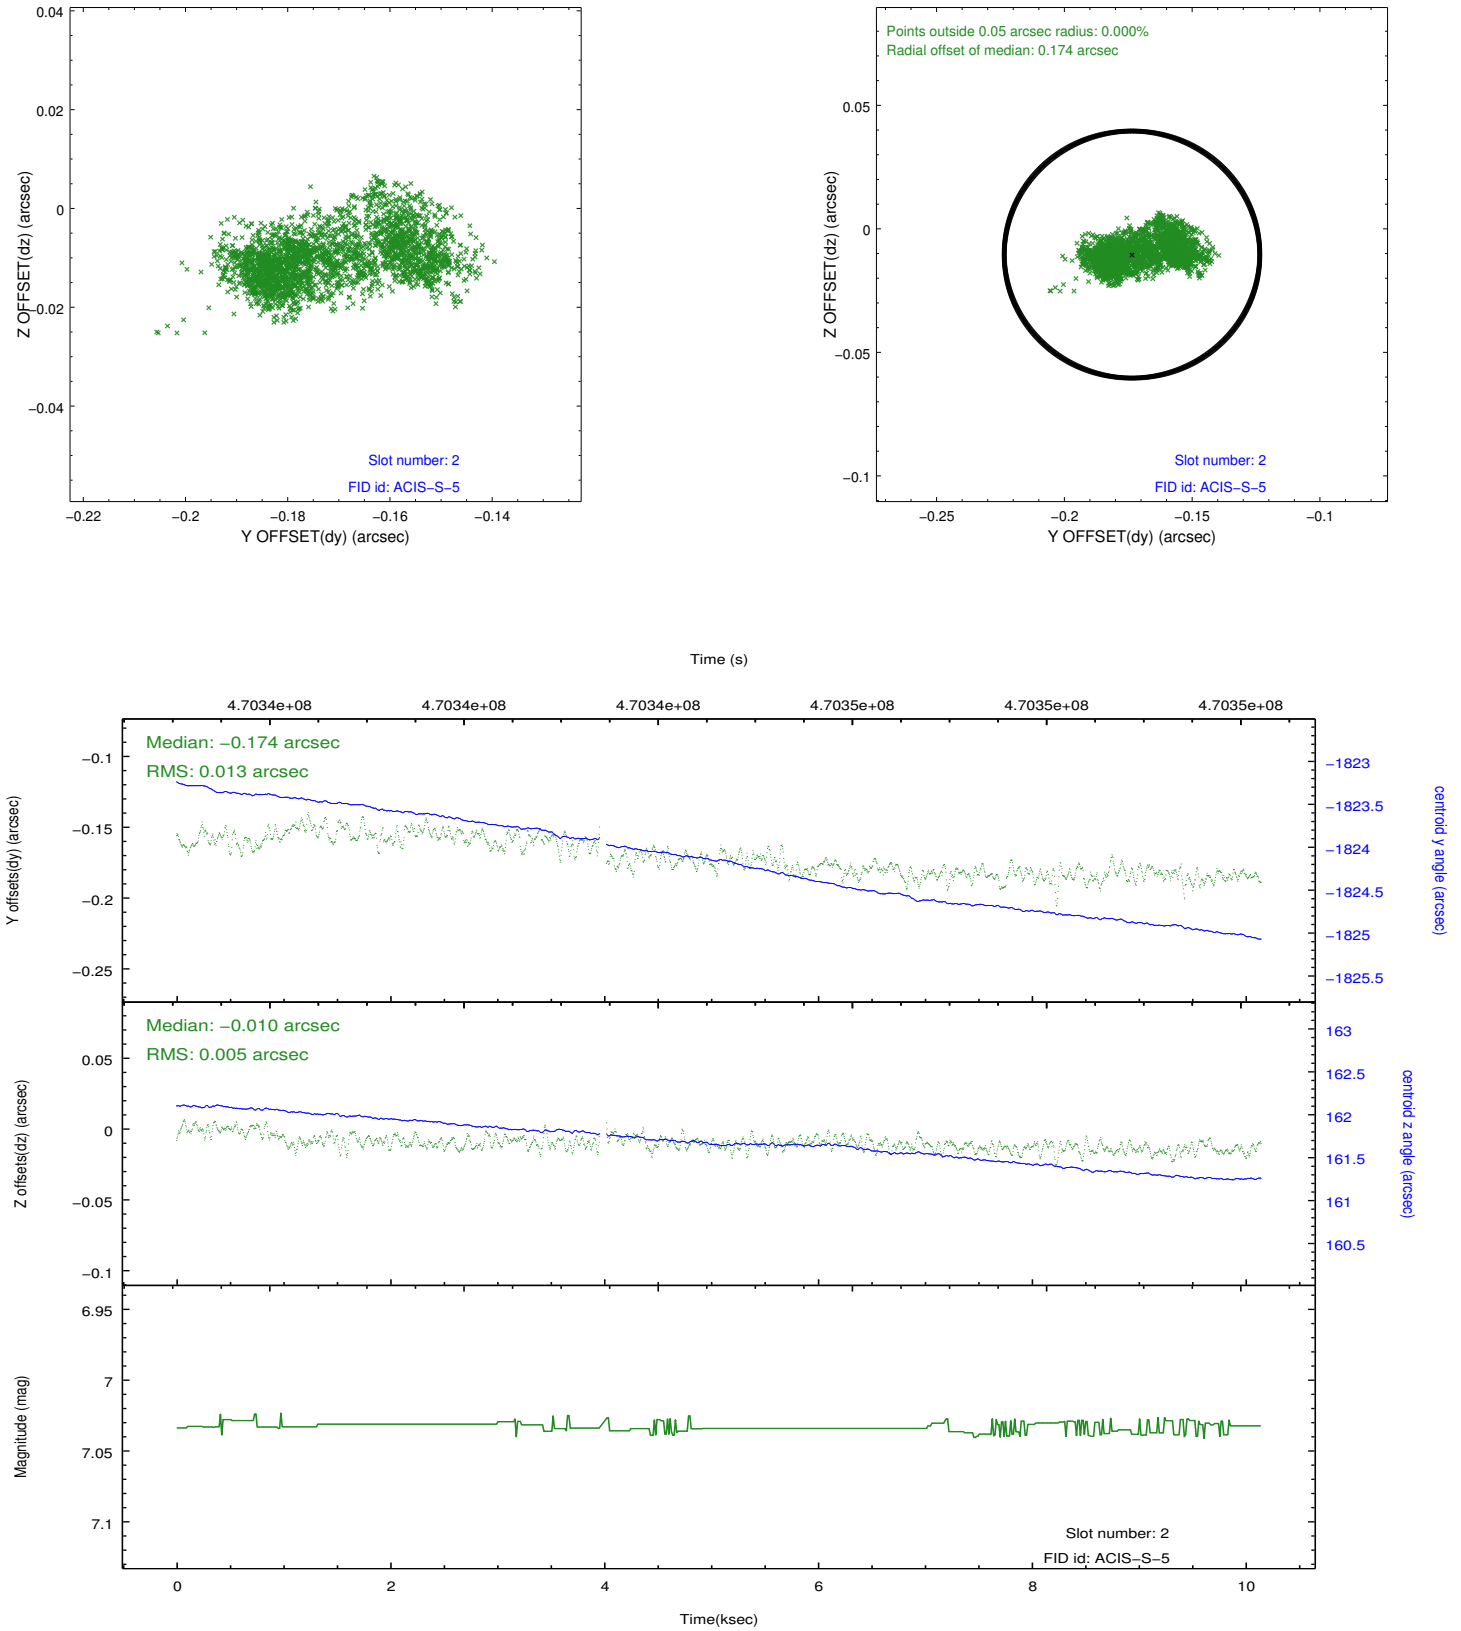 0.04
0.02
0
−0.02
−0.04
Z OFFSET(dz) (arcsec)
Slot number: 2
FID id: ACIS−S−5
−0.22
−0.2
−0.18
−0.16
−0.14
Y OFFSET(dy) (arcsec)
Points outside 0.05 arcsec radius: 0.000%
Radial offset of median: 0.174 arcsec
0.05
0
−0.05
−0.1
Z OFFSET(dz) (arcsec)
Slot number: 2
FID id: ACIS−S−5
−0.25
−0.2
−0.15
−0.1
Y OFFSET(dy) (arcsec)
Time (s)
4.7034e+08
4.7034e+08
4.7034e+08
4.7035e+08
4.7035e+08
4.7035e+08
Median: −0.174 arcsec
RMS: 0.013 arcsec
−0.1
−0.15
−0.2
−0.25
Y offsets(dy) (arcsec)
−1823
−1823.5
−1824
−1824.5
−1825
−1825.5
centroid y angle (arcsec)
Median: −0.010 arcsec
RMS: 0.005 arcsec
0.05
0
−0.05
−0.1
Z offsets(dz) (arcsec)
163
162.5
162
161.5
161
160.5
centroid z angle (arcsec)
6.95
7
7.05
7.1
Magnitude (mag)
Slot number: 2
FID id: ACIS−S−5
0
2
4
6
8
10
Time(ksec)